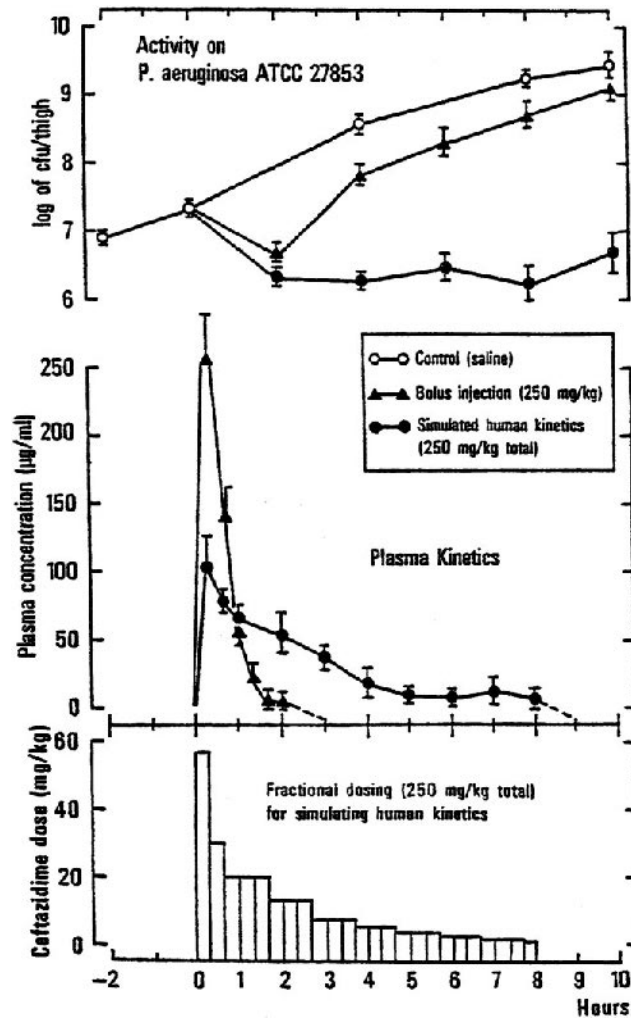 Activity on
P. aeruginosa ATCC 27853
log of cfu/thigh
10
9
8
7
6
Control (saline)
Bolus injection (250 mg/kg)
Simulated human kinetics
(250 mg/kg total)
Plasma concentration (µg/ml)
250
200
150
100
50
0
Plasma Kinetics
Ceftazidime dose (mg/kg)
60
40
20
0
Fractional dosing (250 mg/kg total)
for simulating human kinetics
−2 0 1 2 3 4 5 6 7 8 9 10
Hours